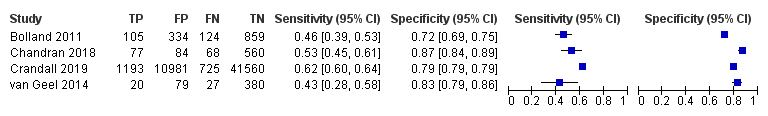 Study TP FP FN TN Sensitivity (95% CI) Specificity (95% CI) Sensitivity (95% CI) Specificity (95% CI)
Bolland 2011 105 334 124 859 0.46 [0.39, 0.53] 0.72 [0.69, 0.75]
Chandran 2018 77 84 68 560 0.53 [0.45, 0.61] 0.87 [0.84, 0.89]
Crandall 2019 1193 10981 725 41560 0.62 [0.60, 0.64] 0.79 [0.79, 0.79]
van Geel 2014 20 79 27 380 0.43 [0.28, 0.58] 0.83 [0.79, 0.86]
0 0.2 0.4 0.6 0.8 1 0 0.2 0.4 0.6 0.8 1